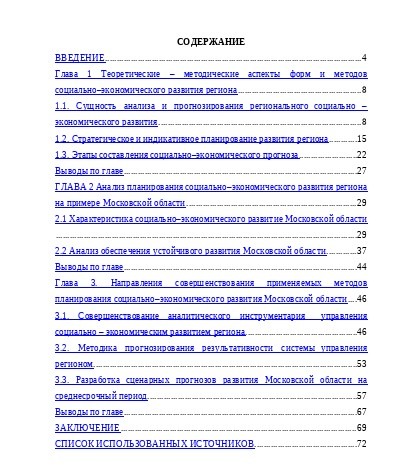 СОДЕРЖАНИЕ
ВВЕДЕНИЕ....4
Глава 1 Теоретические – методические аспекты форм и методов
социально–экономического развития региона....8
1.1. Сущность анализа и прогнозирования регионального социально –
экономического развития....8
1.2. Стратегическое и индикативное планирование развития региона....15
1.3. Этапы составления социально–экономического прогноза....22
Выводы по главе....27
ГЛАВА 2 Анализ планирования социально–экономического развития региона
на примере Московской области....29
2.1 Характеристика социально–экономического развитие Московской области
....29
2.2 Анализ обеспечения устойчивого развития Московской области....37
Выводы по главе....44
Глава 3. Направления совершенствования применяемых методов
планирования социально–экономического развития Московской области....46
3.1. Совершенствование аналитического инструментария управления
социально – экономическим развитием региона....46
3.2. Методика прогнозирования результативности системы управления
регионом....53
3.3. Разработка сценарных прогнозов развития Московской области на
среднесрочный период....57
Выводы по главе....67
ЗАКЛЮЧЕНИЕ....69
СПИСОК ИСПОЛЬЗОВАННЫХ ИСТОЧНИКОВ....72